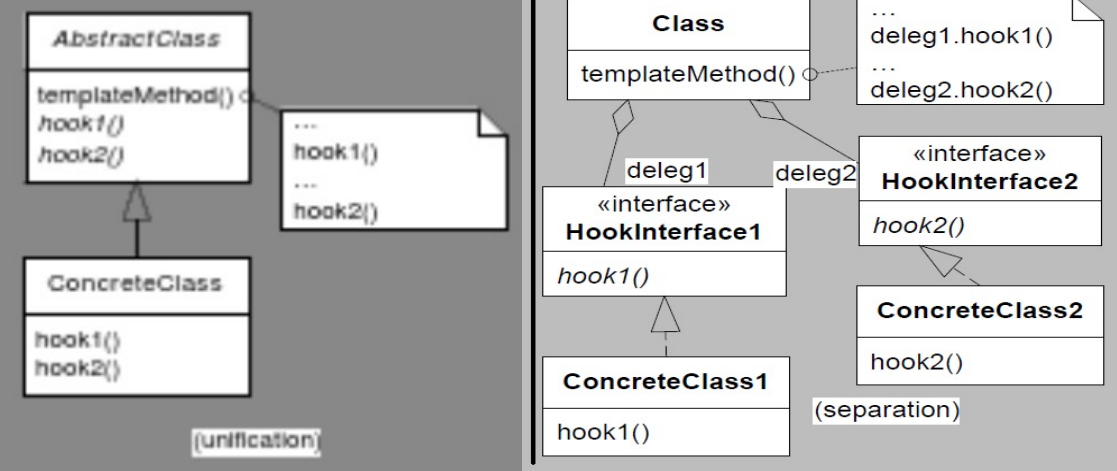 AbstractClass
templateMethod()
hook1()
hook2()
...
hook1()
...
hook2()
ConcreteClass
hook1()
hook2()
(unification)
Class
templateMethod()
...
deleg1.hook1()
...
deleg2.hook2()
deleg1
deleg2
«interface»
HookInterface1
hook1()
«interface»
HookInterface2
hook2()
ConcreteClass1
hook1()
ConcreteClass2
hook2()
(separation)